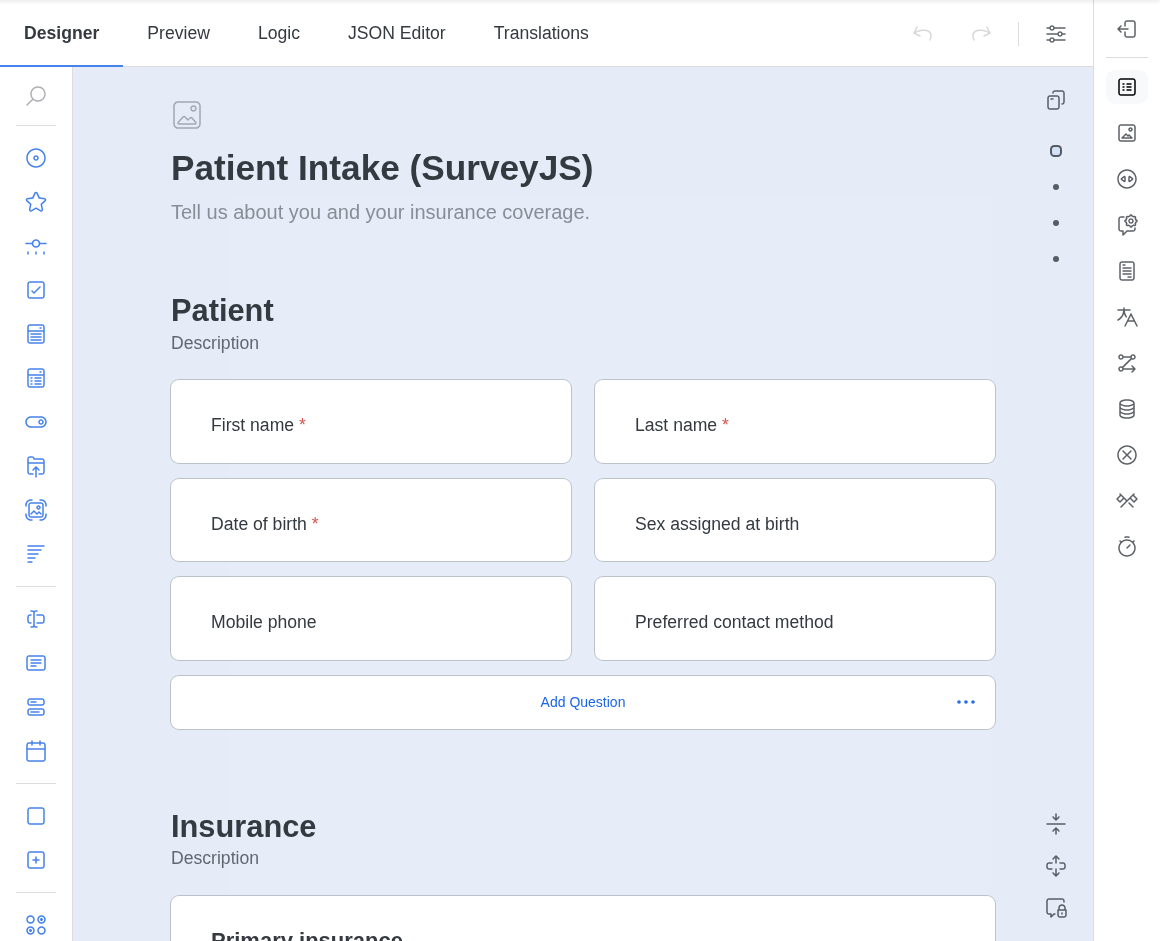 Designer Preview Logic JSON Editor Translations
Patient Intake (SurveyJS)
Tell us about you and your insurance coverage.
Patient
Description
First name * Last name *
Date of birth * Sex assigned at birth
Mobile phone Preferred contact method
Add Question
Insurance
Description
Primary insurance